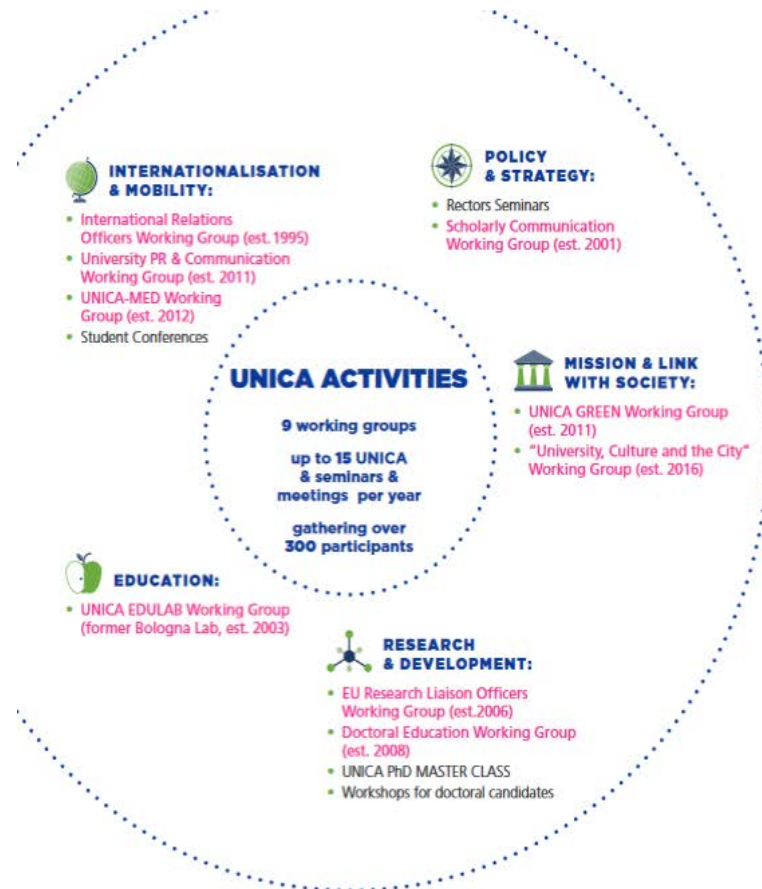 INTERNATIONALISATION
& MOBILITY:
• International Relations
Officers Working Group (est. 1995)
• University PR & Communication
Working Group (est. 2011)
• UNICA-MED Working
Group (est. 2012)
• Student Conferences
POLICY
& STRATEGY:
• Rectors Seminars
• Scholarly Communication
Working Group (est. 2001)
UNICA ACTIVITIES
9 working groups
up to 15 UNICA
& seminars &
meetings per year
gathering over
300 participants
MISSION & LINK
WITH SOCIETY:
• UNICA GREEN Working Group
(est. 2011)
• "University, Culture and the City"
Working Group (est. 2016)
EDUCATION:
• UNICA EDULAB Working Group
(former Bologna Lab, est. 2003)
RESEARCH
& DEVELOPMENT:
• EU Research Liaison Officers
Working Group (est.2006)
• Doctoral Education Working Group
(est. 2008)
• UNICA PhD MASTER CLASS
• Workshops for doctoral candidates